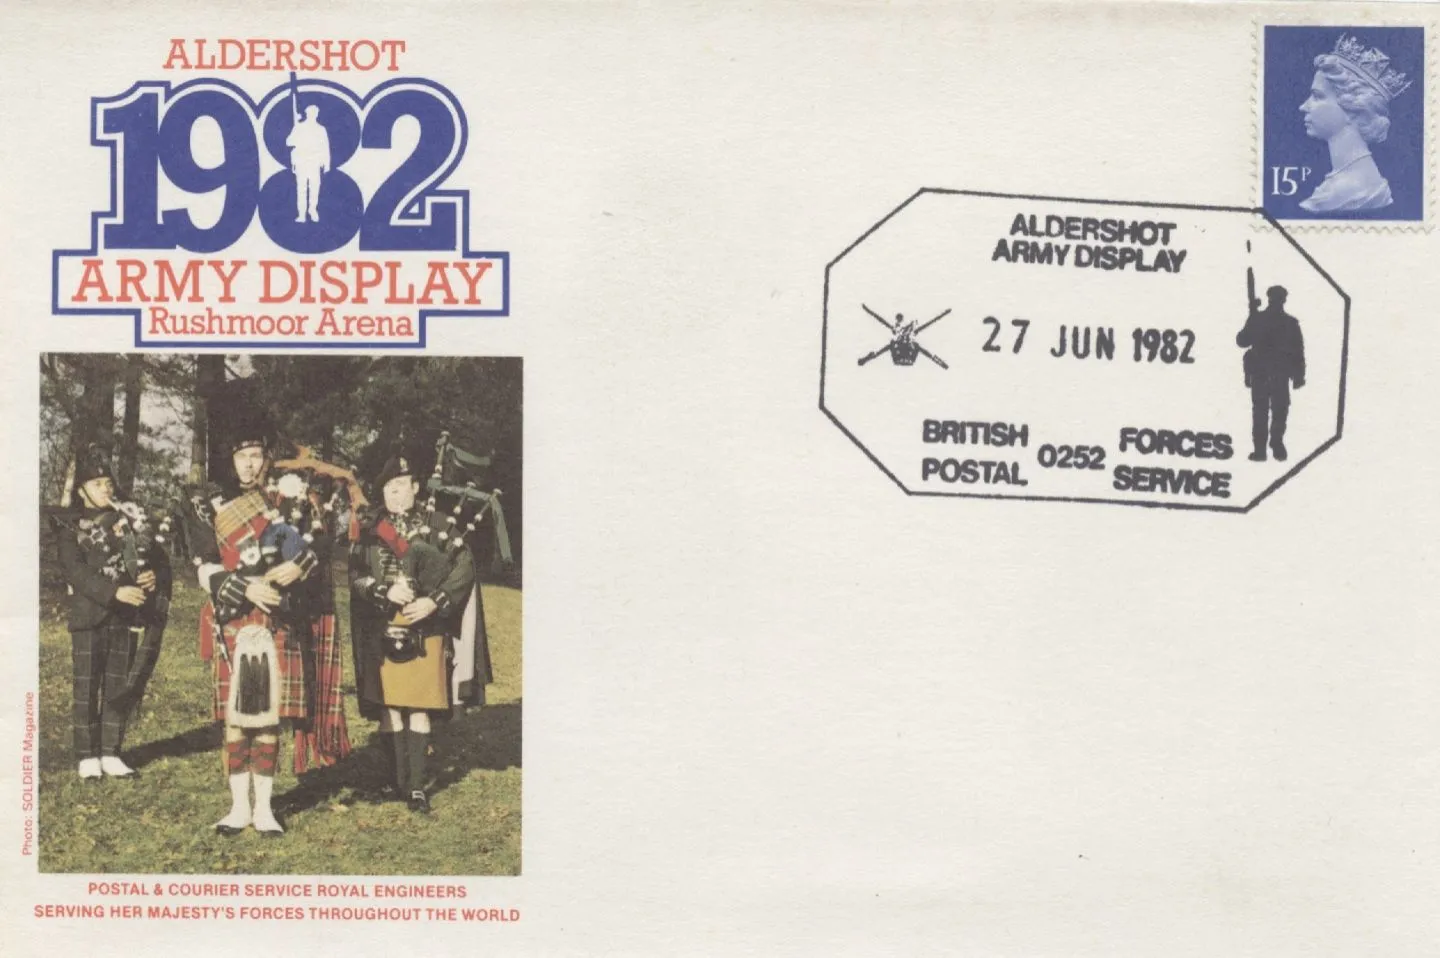 ALDERSHOT
1982
ARMY DISPLAY
Rushmoor Arena
Photo: SOLDIER Magazine
POSTAL & COURIER SERVICE ROYAL ENGINEERS
SERVING HER MAJESTY'S FORCES THROUGHOUT THE WORLD
15P
ALDERSHOT
ARMY DISPLAY
27 JUN 1982
BRITISH FORCES
POSTAL 0252 SERVICE